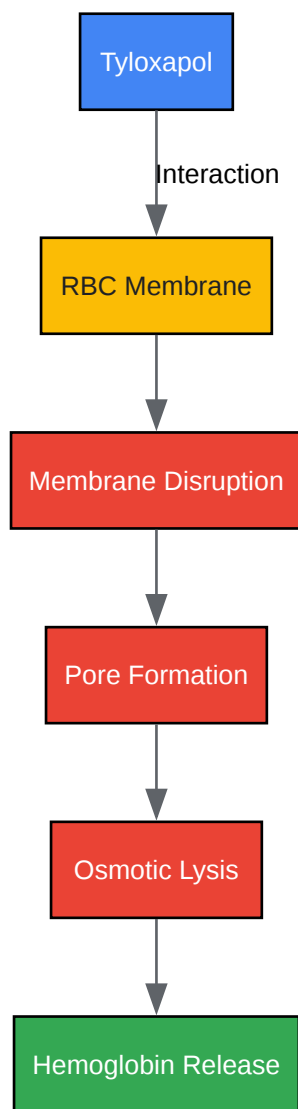 Tyloxapol
Interaction
RBC Membrane
Membrane Disruption
Pore Formation
Osmotic Lysis
Hemoglobin Release